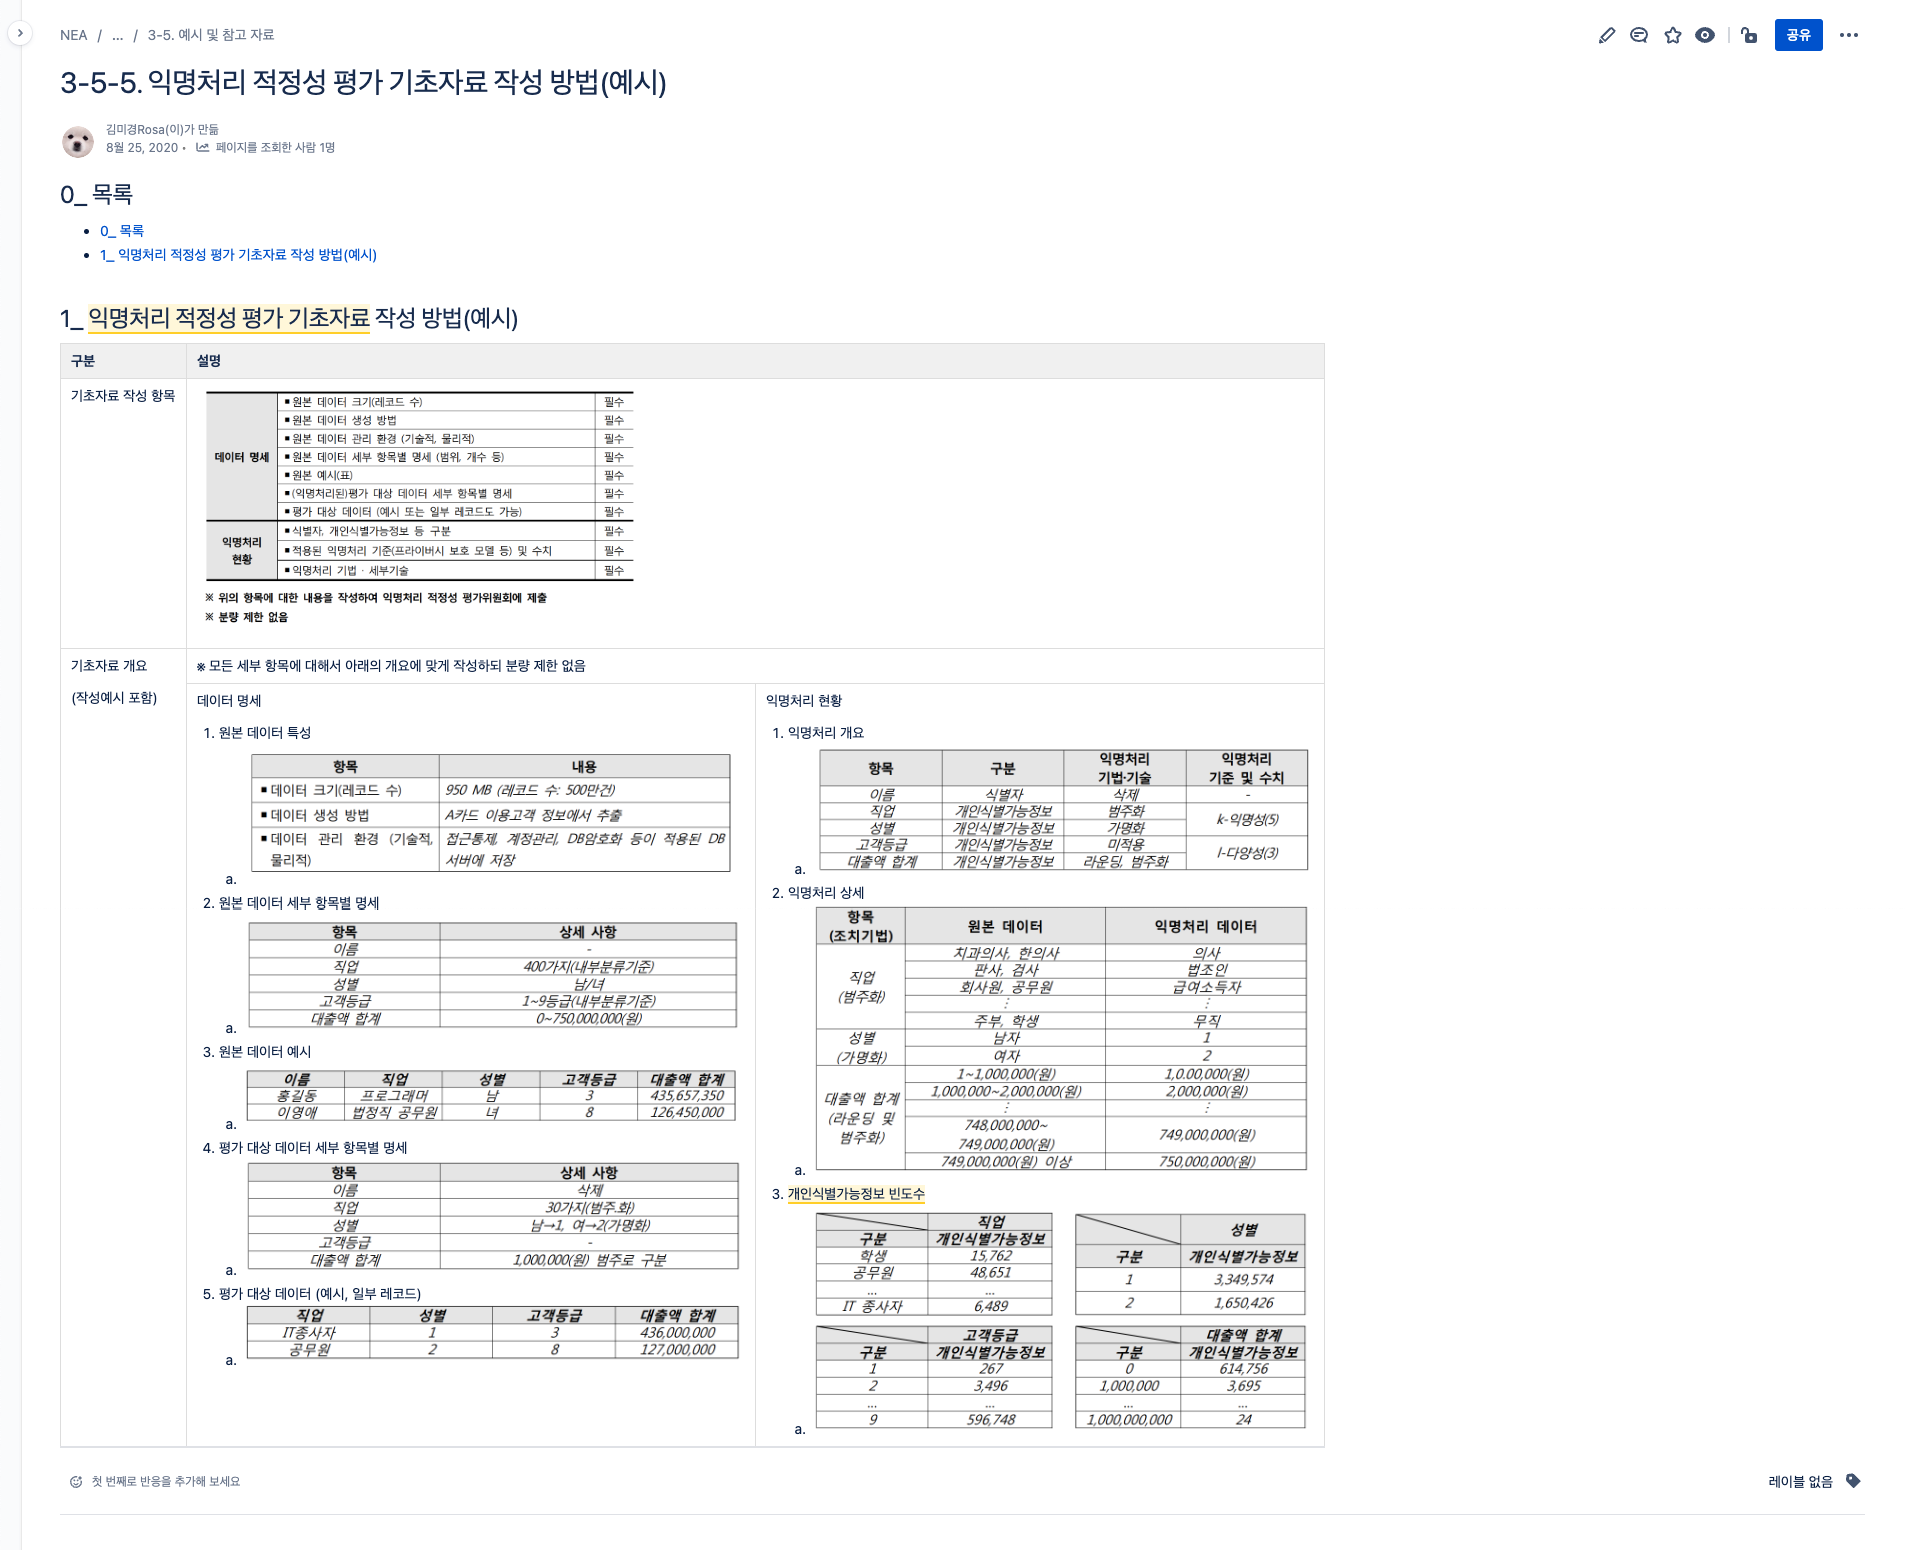 NEA / ... / 3-5. 예시 및 참고 자료
공유
3-5-5. 익명처리 적정성 평가 기초자료 작성 방법(예시)
김미경Rosa(이)가 만듦
8월 25, 2020 • 페이지를 조회한 사람 1명
0_ 목록
• 0_ 목록
• 1_ 익명처리 적정성 평가 기초자료 작성 방법(예시)
1_ 익명처리 적정성 평가 기초자료 작성 방법(예시)
구분 설명
기초자료 작성 항목
데이터 명세
▪ 원본 데이터 크기(레코드 수) 필수
▪ 원본 데이터 생성 방법 필수
▪ 원본 데이터 관리 환경 (기술적, 물리적) 필수
▪ 원본 데이터 세부 항목별 명세 (범위, 개수 등) 필수
▪ 원본 예시(표) 필수
▪ (익명처리된)평가 대상 데이터 세부 항목별 명세 필수
▪ 평가 대상 데이터 (예시 또는 일부 레코드도 가능) 필수
익명처리
현황
▪ 식별자, 개인식별가능정보 등 구분 필수
▪ 적용된 익명처리 기준(프라이버시 보호 모델 등) 및 수치 필수
▪ 익명처리 기법 · 세부기술 필수
※ 위의 항목에 대한 내용을 작성하여 익명처리 적정성 평가위원회에 제출
※ 분량 제한 없음
기초자료 개요
(작성예시 포함)
※ 모든 세부 항목에 대해서 아래의 개요에 맞게 작성하되 분량 제한 없음
데이터 명세
1. 원본 데이터 특성
항목 내용
▪ 데이터 크기(레코드 수) 950 MB (레코드 수: 500만건)
▪ 데이터 생성 방법 A카드 이용고객 정보에서 추출
▪ 데이터 관리 환경 (기술적, 접근통제, 계정관리, DB암호화 등이 적용된 DB
물리적) 서버에 저장
a.
2. 원본 데이터 세부 항목별 명세
항목 상세 사항
이름 -
직업 400가지(내부분류기준)
성별 남/녀
고객등급 1~9등급(내부분류기준)
대출액 합계 0~750,000,000(원)
a.
3. 원본 데이터 예시
이름 직업 성별 고객등급 대출액 합계
홍길동 프로그래머 남 3 435,657,350
이영애 법정직 공무원 녀 8 126,450,000
a.
4. 평가 대상 데이터 세부 항목별 명세
항목 상세 사항
이름 삭제
직업 30가지(범주.화)
성별 남→1, 여→2(가명화)
고객등급 -
대출액 합계 1,000,000(원) 범주로 구분
a.
5. 평가 대상 데이터 (예시, 일부 레코드)
직업 성별 고객등급 대출액 합계
IT종사자 1 3 436,000,000
공무원 2 8 127,000,000
a.
익명처리 현황
1. 익명처리 개요
항목 구분 익명처리 기법·기술 익명처리 기준 및 수치
이름 식별자 삭제 -
직업 개인식별가능정보 범주화 k-익명성(5)
성별 개인식별가능정보 가명화
고객등급 개인식별가능정보 미적용 l-다양성(3)
대출액 합계 개인식별가능정보 라운딩, 범주화
a.
2. 익명처리 상세
항목
(조치기법) 원본 데이터 익명처리 데이터
직업
(범주화)
치과의사, 한의사 의사
판사, 검사 법조인
회사원, 공무원 급여소득자
⋮ ⋮
주부, 학생 무직
성별
(가명화)
남자 1
여자 2
대출액 합계
(라운딩 및
범주화)
1~1,000,000(원) 1,0.00,000(원)
1,000,000~2,000,000(원) 2,000,000(원)
⋮ ⋮
748,000,000~
749,000,000(원) 749,000,000(원)
749,000,000(원) 이상 750,000,000(원)
a.
3. 개인식별가능정보 빈도수
직업
구분 개인식별가능정보
학생 15,762
공무원 48,651
... ...
IT 종사자 6,489
성별
구분 개인식별가능정보
1 3,349,574
2 1,650,426
고객등급
구분 개인식별가능정보
1 267
2 3,496
... ...
9 596,748
대출액 합계
구분 개인식별가능정보
0 614,756
1,000,000 3,695
... ...
1,000,000,000 24
a.
첫 번째로 반응을 추가해 보세요
레이블 없음